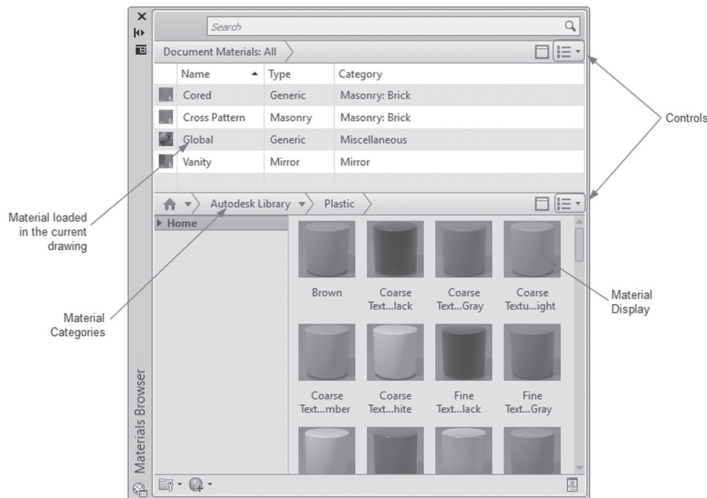 Search
Document Materials: All
Name Type Category
Cored Generic Masonry: Brick
Cross Pattern Masonry Masonry: Brick
Global Generic Miscellaneous
Vanity Mirror Mirror
Autodesk Library Plastic
Home
Brown
Coarse
Text...lack
Coarse
Text...Gray
Coarse
Textu...ight
Coarse
Text...mber
Coarse
Text...hite
Fine
Text...lack
Fine
Text...Gray
Materials Browser
Controls
Material loaded
in the current
drawing
Material
Categories
Material
Display